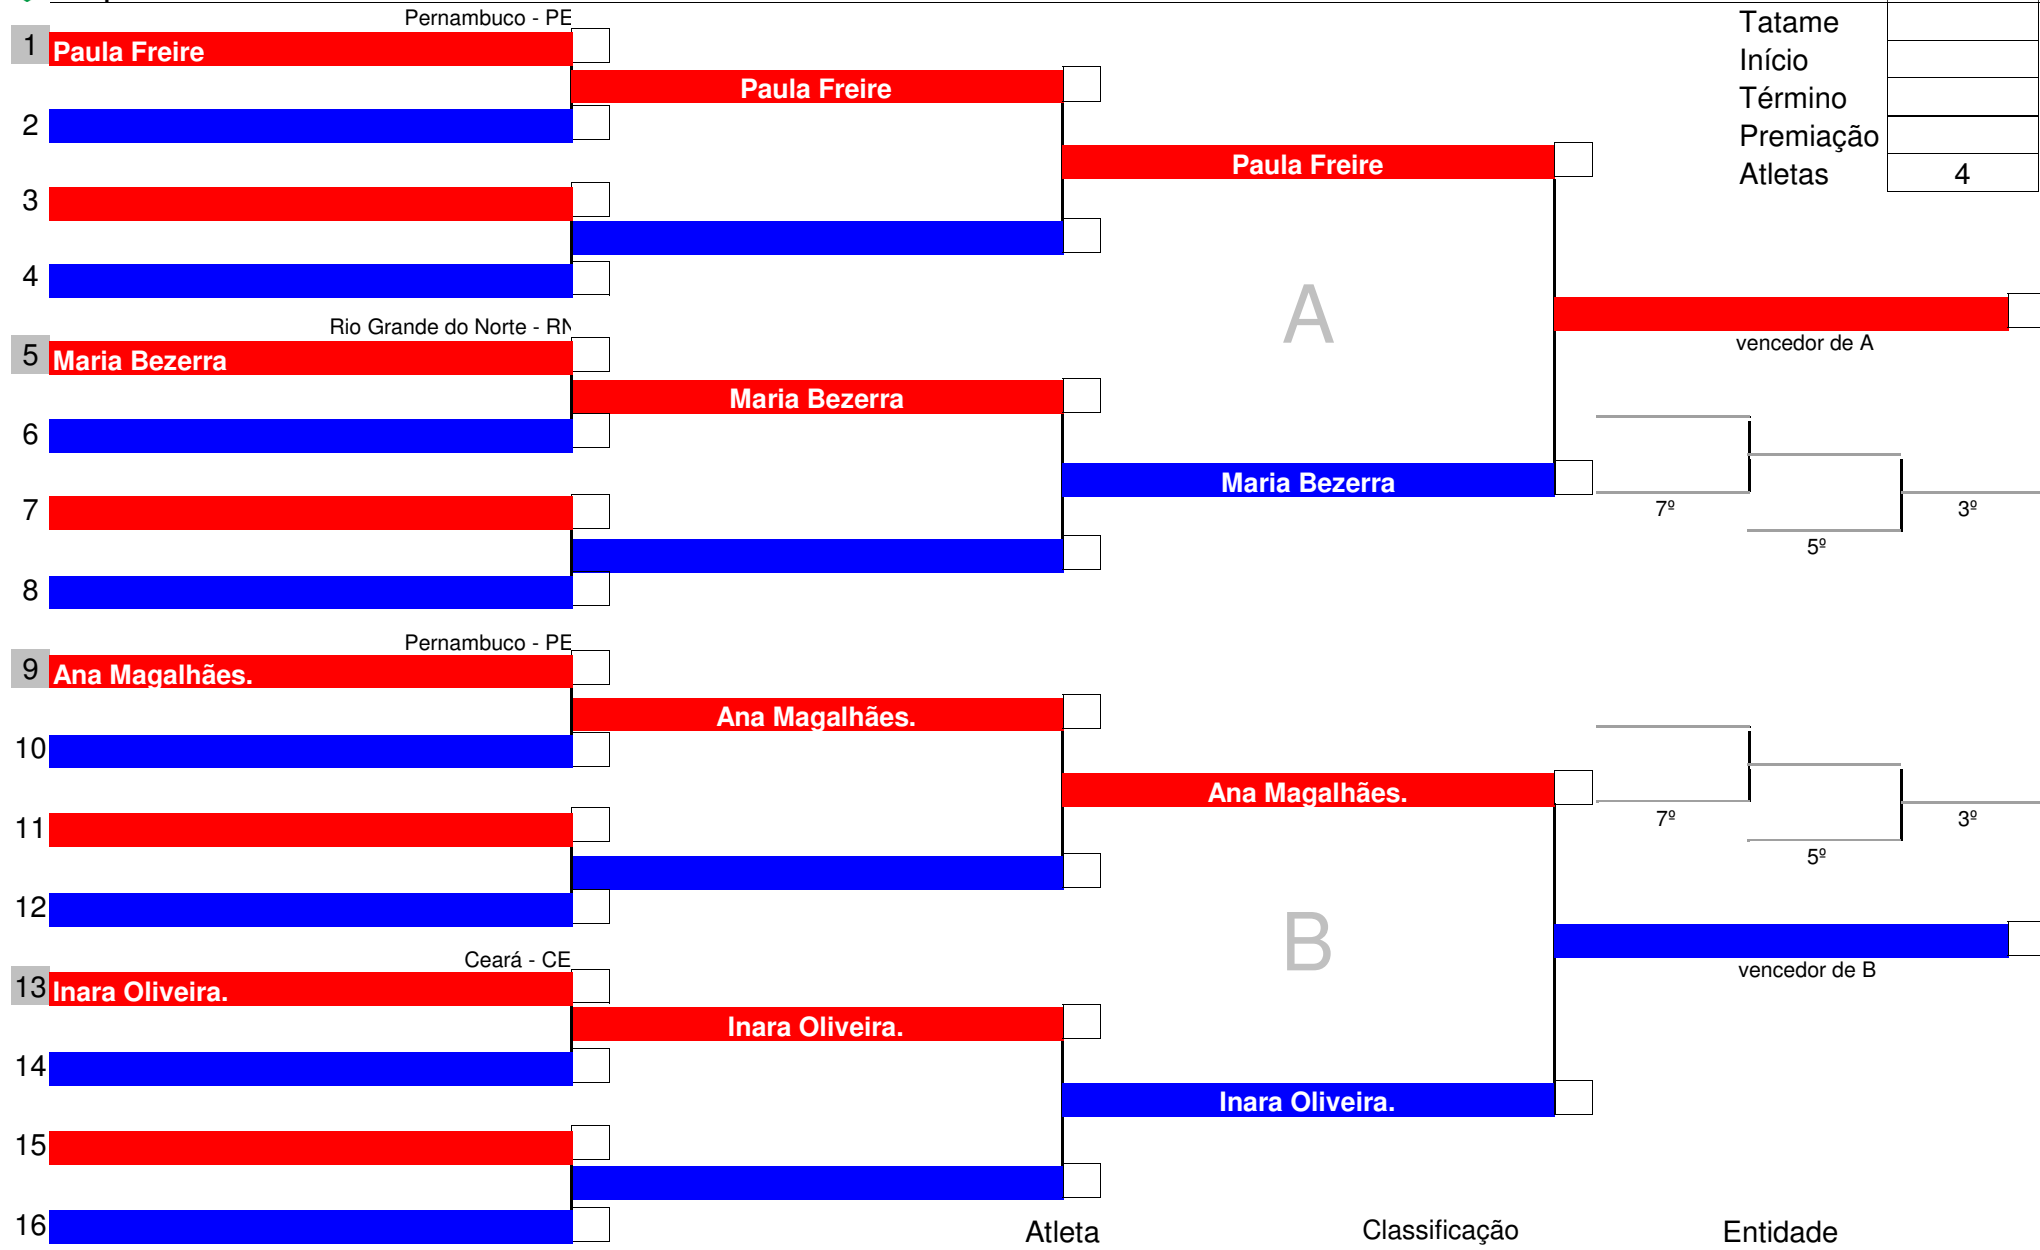 Pernambuco - PE
Tatame
1 Paula Freire
Início
Paula Freire
Término
2
Premiação
Paula Freire
Atletas 4
3
4
A
Rio Grande do Norte - RN
vencedor de A
5 Maria Bezerra
Maria Bezerra
6
Maria Bezerra
7
7º 3º
5º
8
Pernambuco - PE
9 Ana Magalhães.
Ana Magalhães.
10
Ana Magalhães.
11
7º 3º
5º
12
B
Ceará - CE
vencedor de B
13 Inara Oliveira.
Inara Oliveira.
14
Inara Oliveira.
15
16
Atleta Classificação Entidade